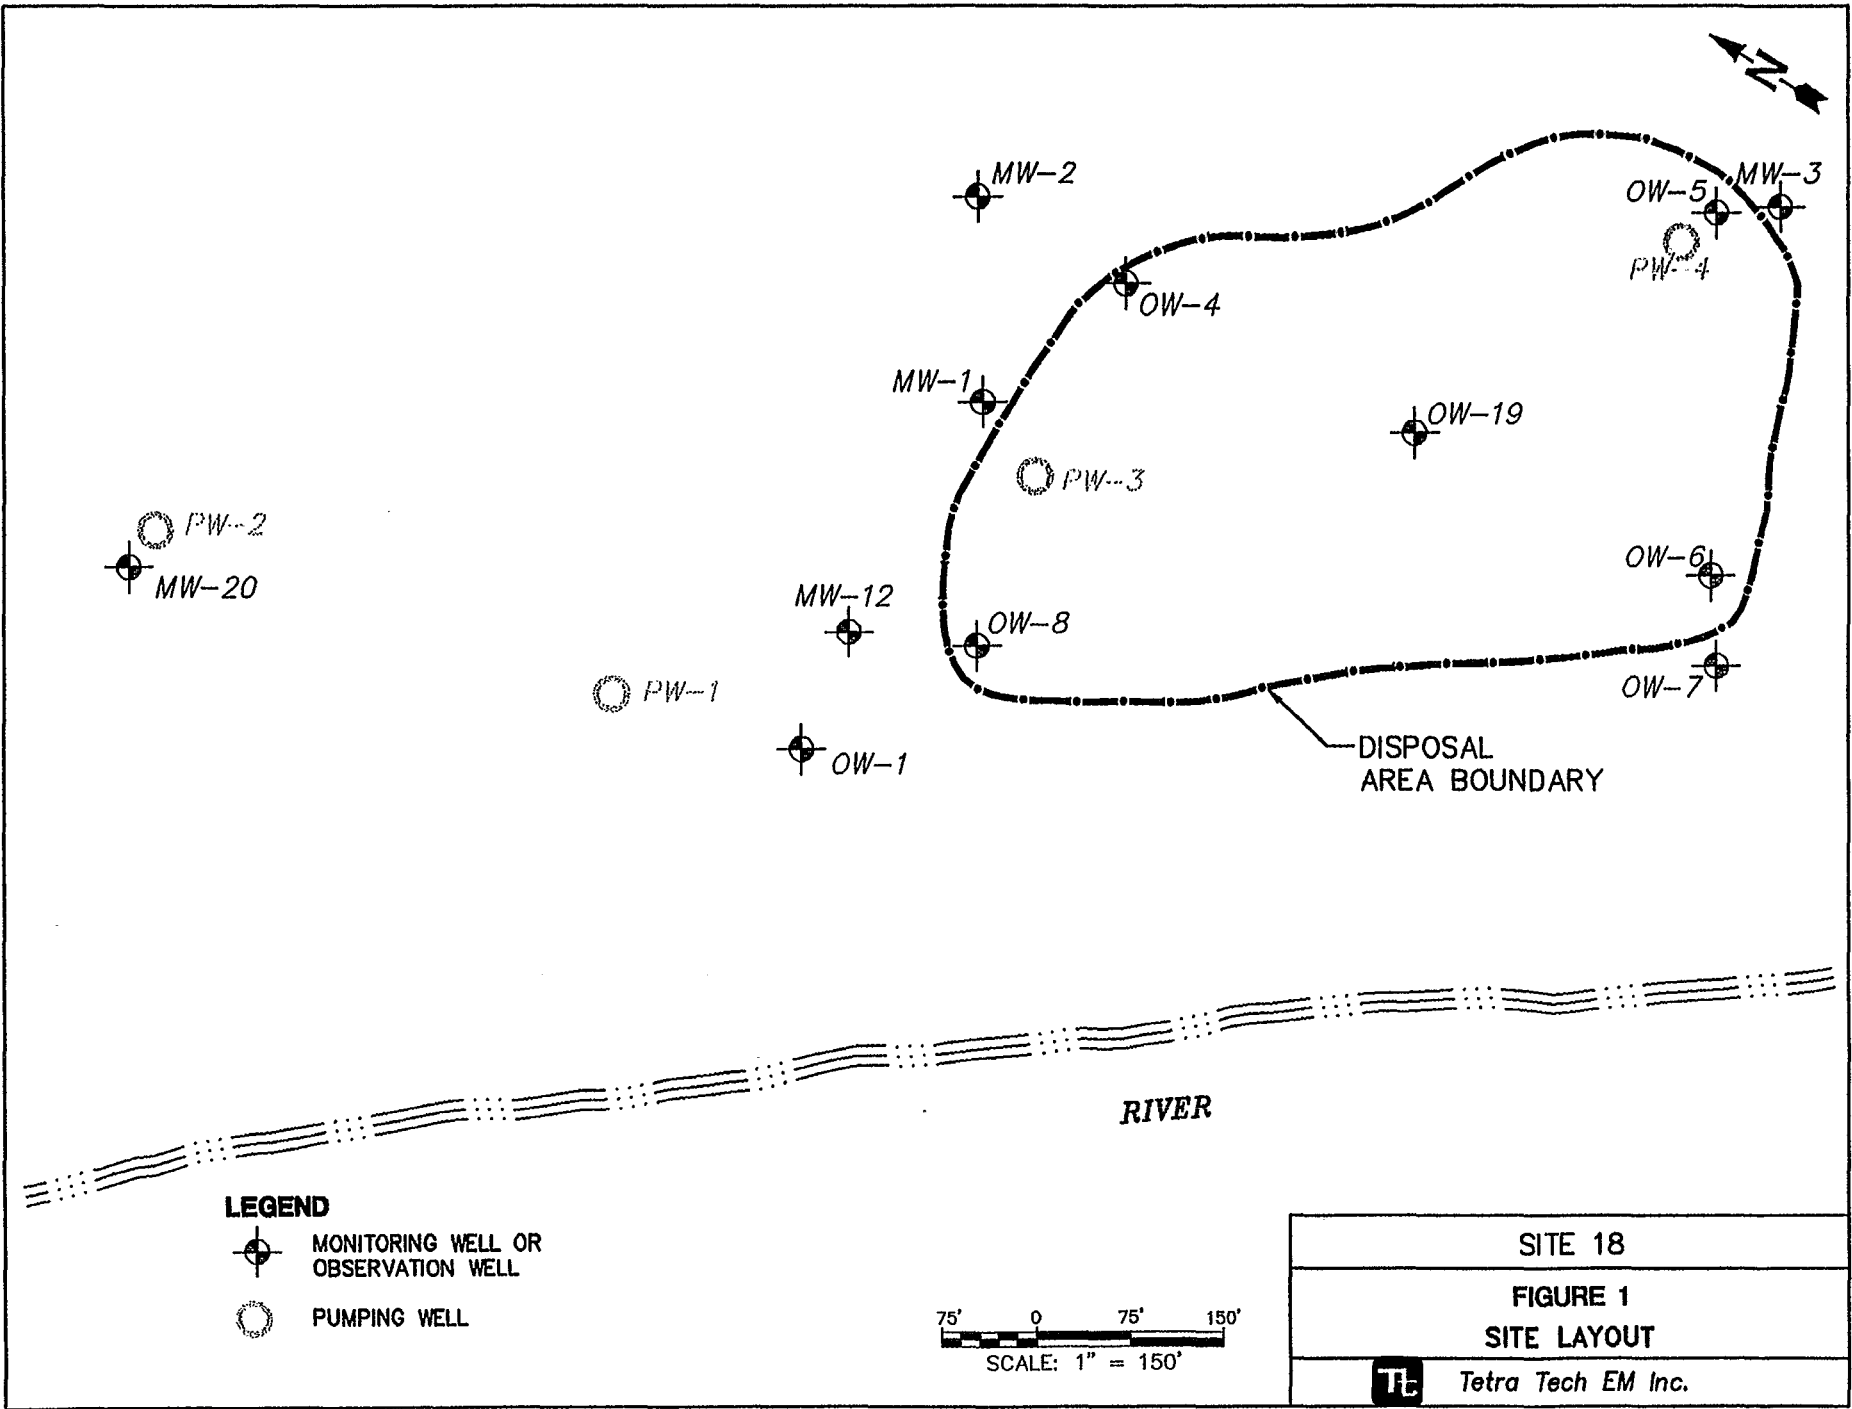 N
MW-2
OW-5
MW-3
PW-4
OW-4
MW-1
OW-19
PW-3
PW-2
MW-20
OW-6
MW-12
OW-8
PW-1
OW-7
OW-1
DISPOSAL
AREA BOUNDARY
RIVER
LEGEND
MONITORING WELL OR
OBSERVATION WELL
PUMPING WELL
75' 0 75' 150'
SCALE: 1" = 150'
SITE 18
FIGURE 1
SITE LAYOUT
Tt Tetra Tech EM Inc.